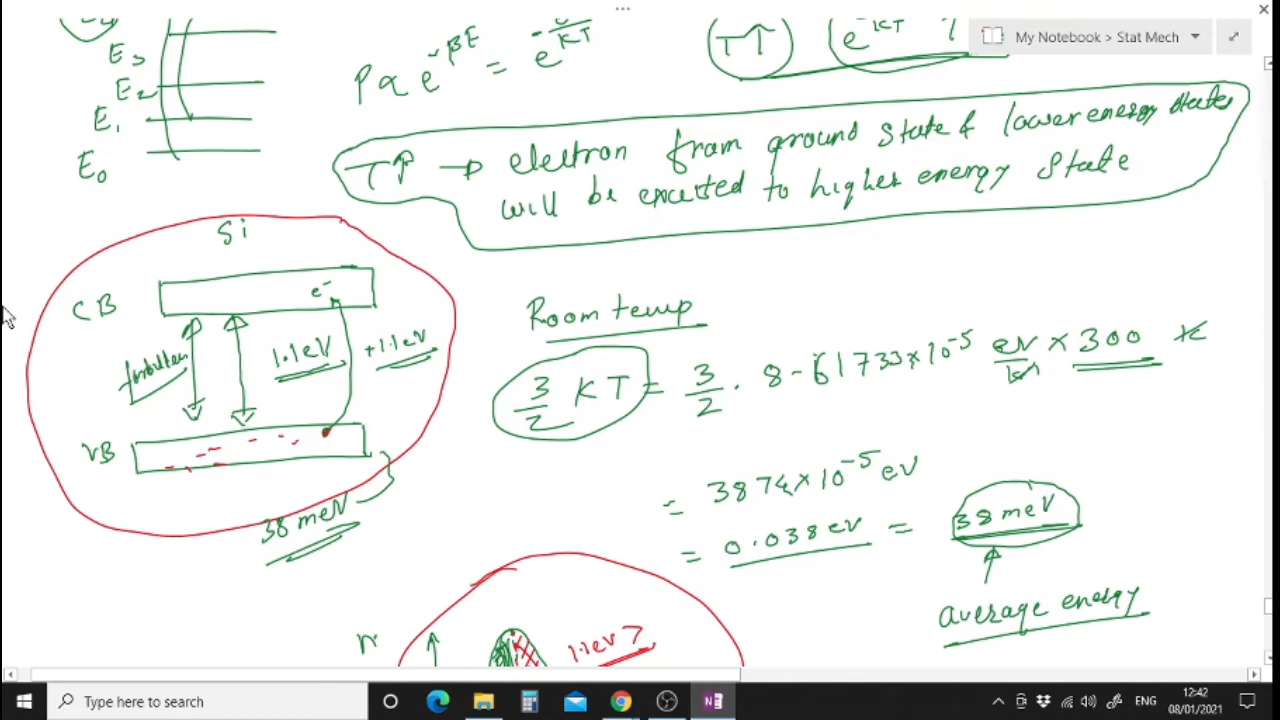 My Notebook > Stat Mech
E3
E2
E1
E0
P ∝ e^-βE = e^-E/KT
T↑
e^-KT ↑
T↑ → electron from ground state & lower energy states
will be excited to higher energy state
Si
CB
e-
forbidden
1.1eV
+1.1eV
VB
38 meV
Room temp
3/2 KT = 3/2 · 8-61733×10^-5 ev/K × 300 K
= 3874×10^-5 eV
= 0.038ev = 38 meV
average energy
n
1.1eV?
Type here to search
ENG
12:42
08/01/2021